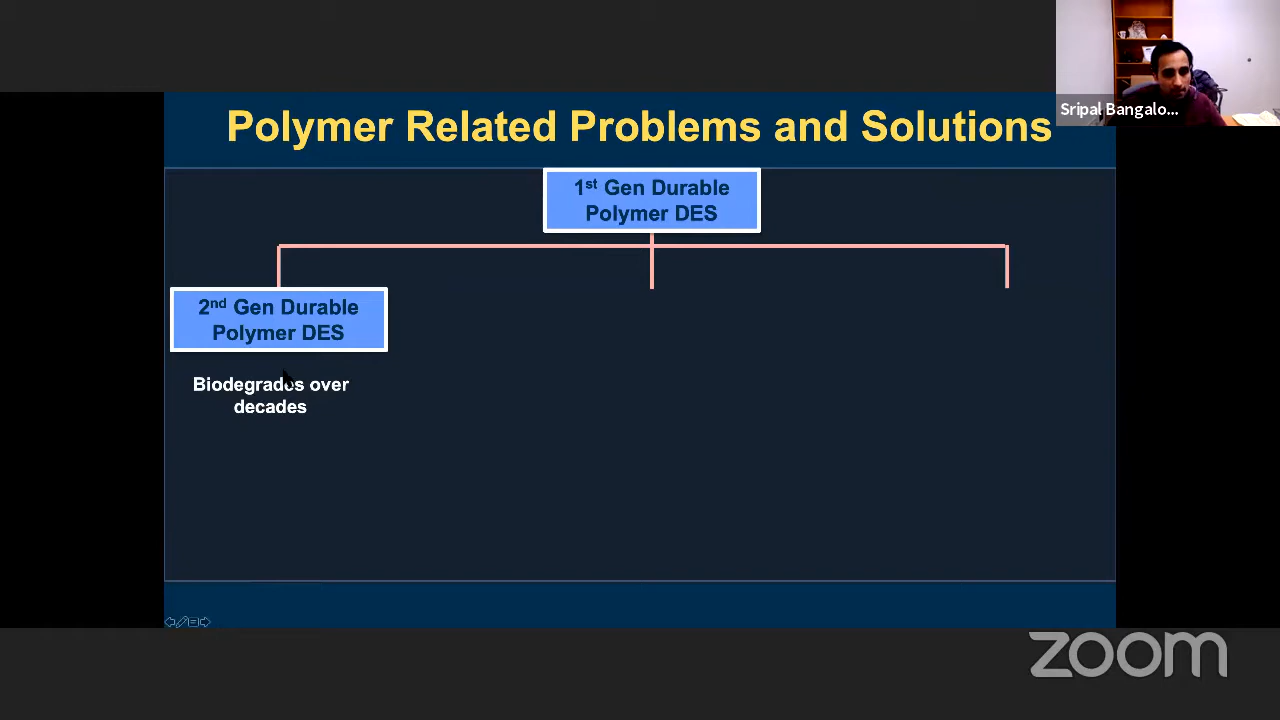 Polymer Related Problems and Solutions
Sripal Bangalo...
1st Gen Durable
Polymer DES
2nd Gen Durable
Polymer DES
Biodegrades over
decades
zoom